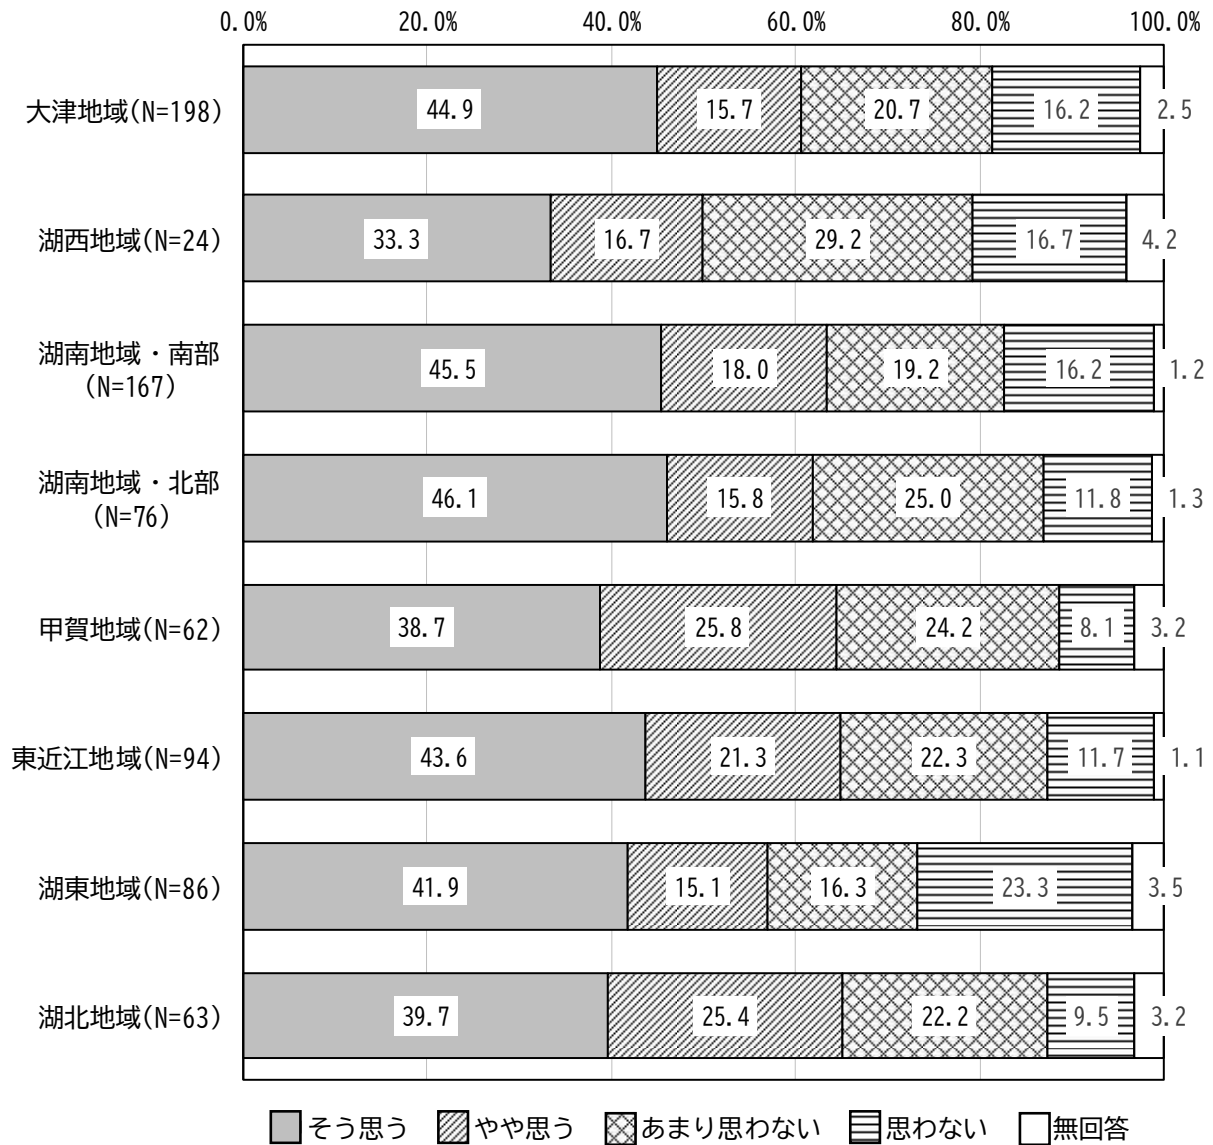 0.0% 20.0% 40.0% 60.0% 80.0% 100.0%
大津地域(N=198) 44.9 15.7 20.7 16.2 2.5
湖西地域(N=24) 33.3 16.7 29.2 16.7 4.2
湖南地域・南部
(N=167) 45.5 18.0 19.2 16.2 1.2
湖南地域・北部
(N=76) 46.1 15.8 25.0 11.8 1.3
甲賀地域(N=62) 38.7 25.8 24.2 8.1 3.2
東近江地域(N=94) 43.6 21.3 22.3 11.7 1.1
湖東地域(N=86) 41.9 15.1 16.3 23.3 3.5
湖北地域(N=63) 39.7 25.4 22.2 9.5 3.2
そう思う やや思う あまり思わない 思わない 無回答